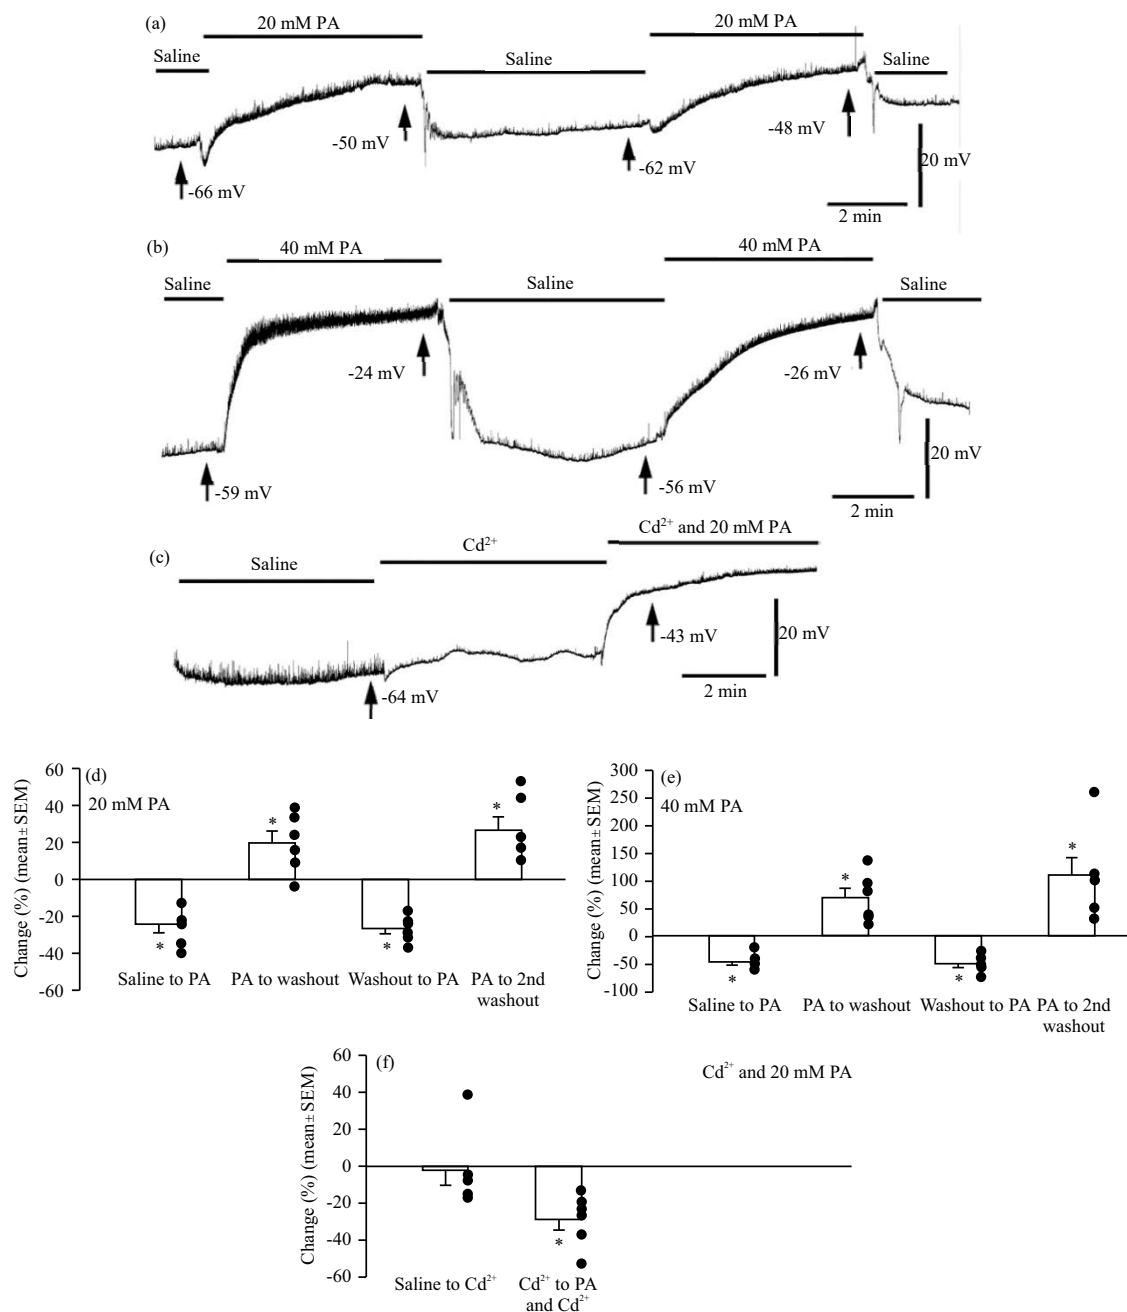 (a)
20 mM PA
20 mM PA
Saline
Saline
Saline
-50 mV
-48 mV
-62 mV
-66 mV
20 mV
2 min
(b)
40 mM PA
40 mM PA
Saline
Saline
Saline
-24 mV
-26 mV
-59 mV
-56 mV
20 mV
2 min
(c)
Saline
Cd²⁺
Cd²⁺ and 20 mM PA
-64 mV
-43 mV
20 mV
2 min
(d)
20 mM PA
Change (%) (mean± SEM)
60
40
20
0
-20
-40
-60
*
*
*
*
Saline to PA
PA to washout
Washout to PA
PA to 2nd
washout
(e)
40 mM PA
Change (%) (mean± SEM)
300
250
200
150
100
50
0
-50
-100
*
*
*
*
Saline to PA
PA to washout
Washout to PA
PA to 2nd
washout
(f)
Cd²⁺ and 20 mM PA
Change (%) (mean± SEM)
60
40
20
0
-20
-40
-60
*
Saline to Cd²⁺
Cd²⁺ to PA
and Cd²⁺